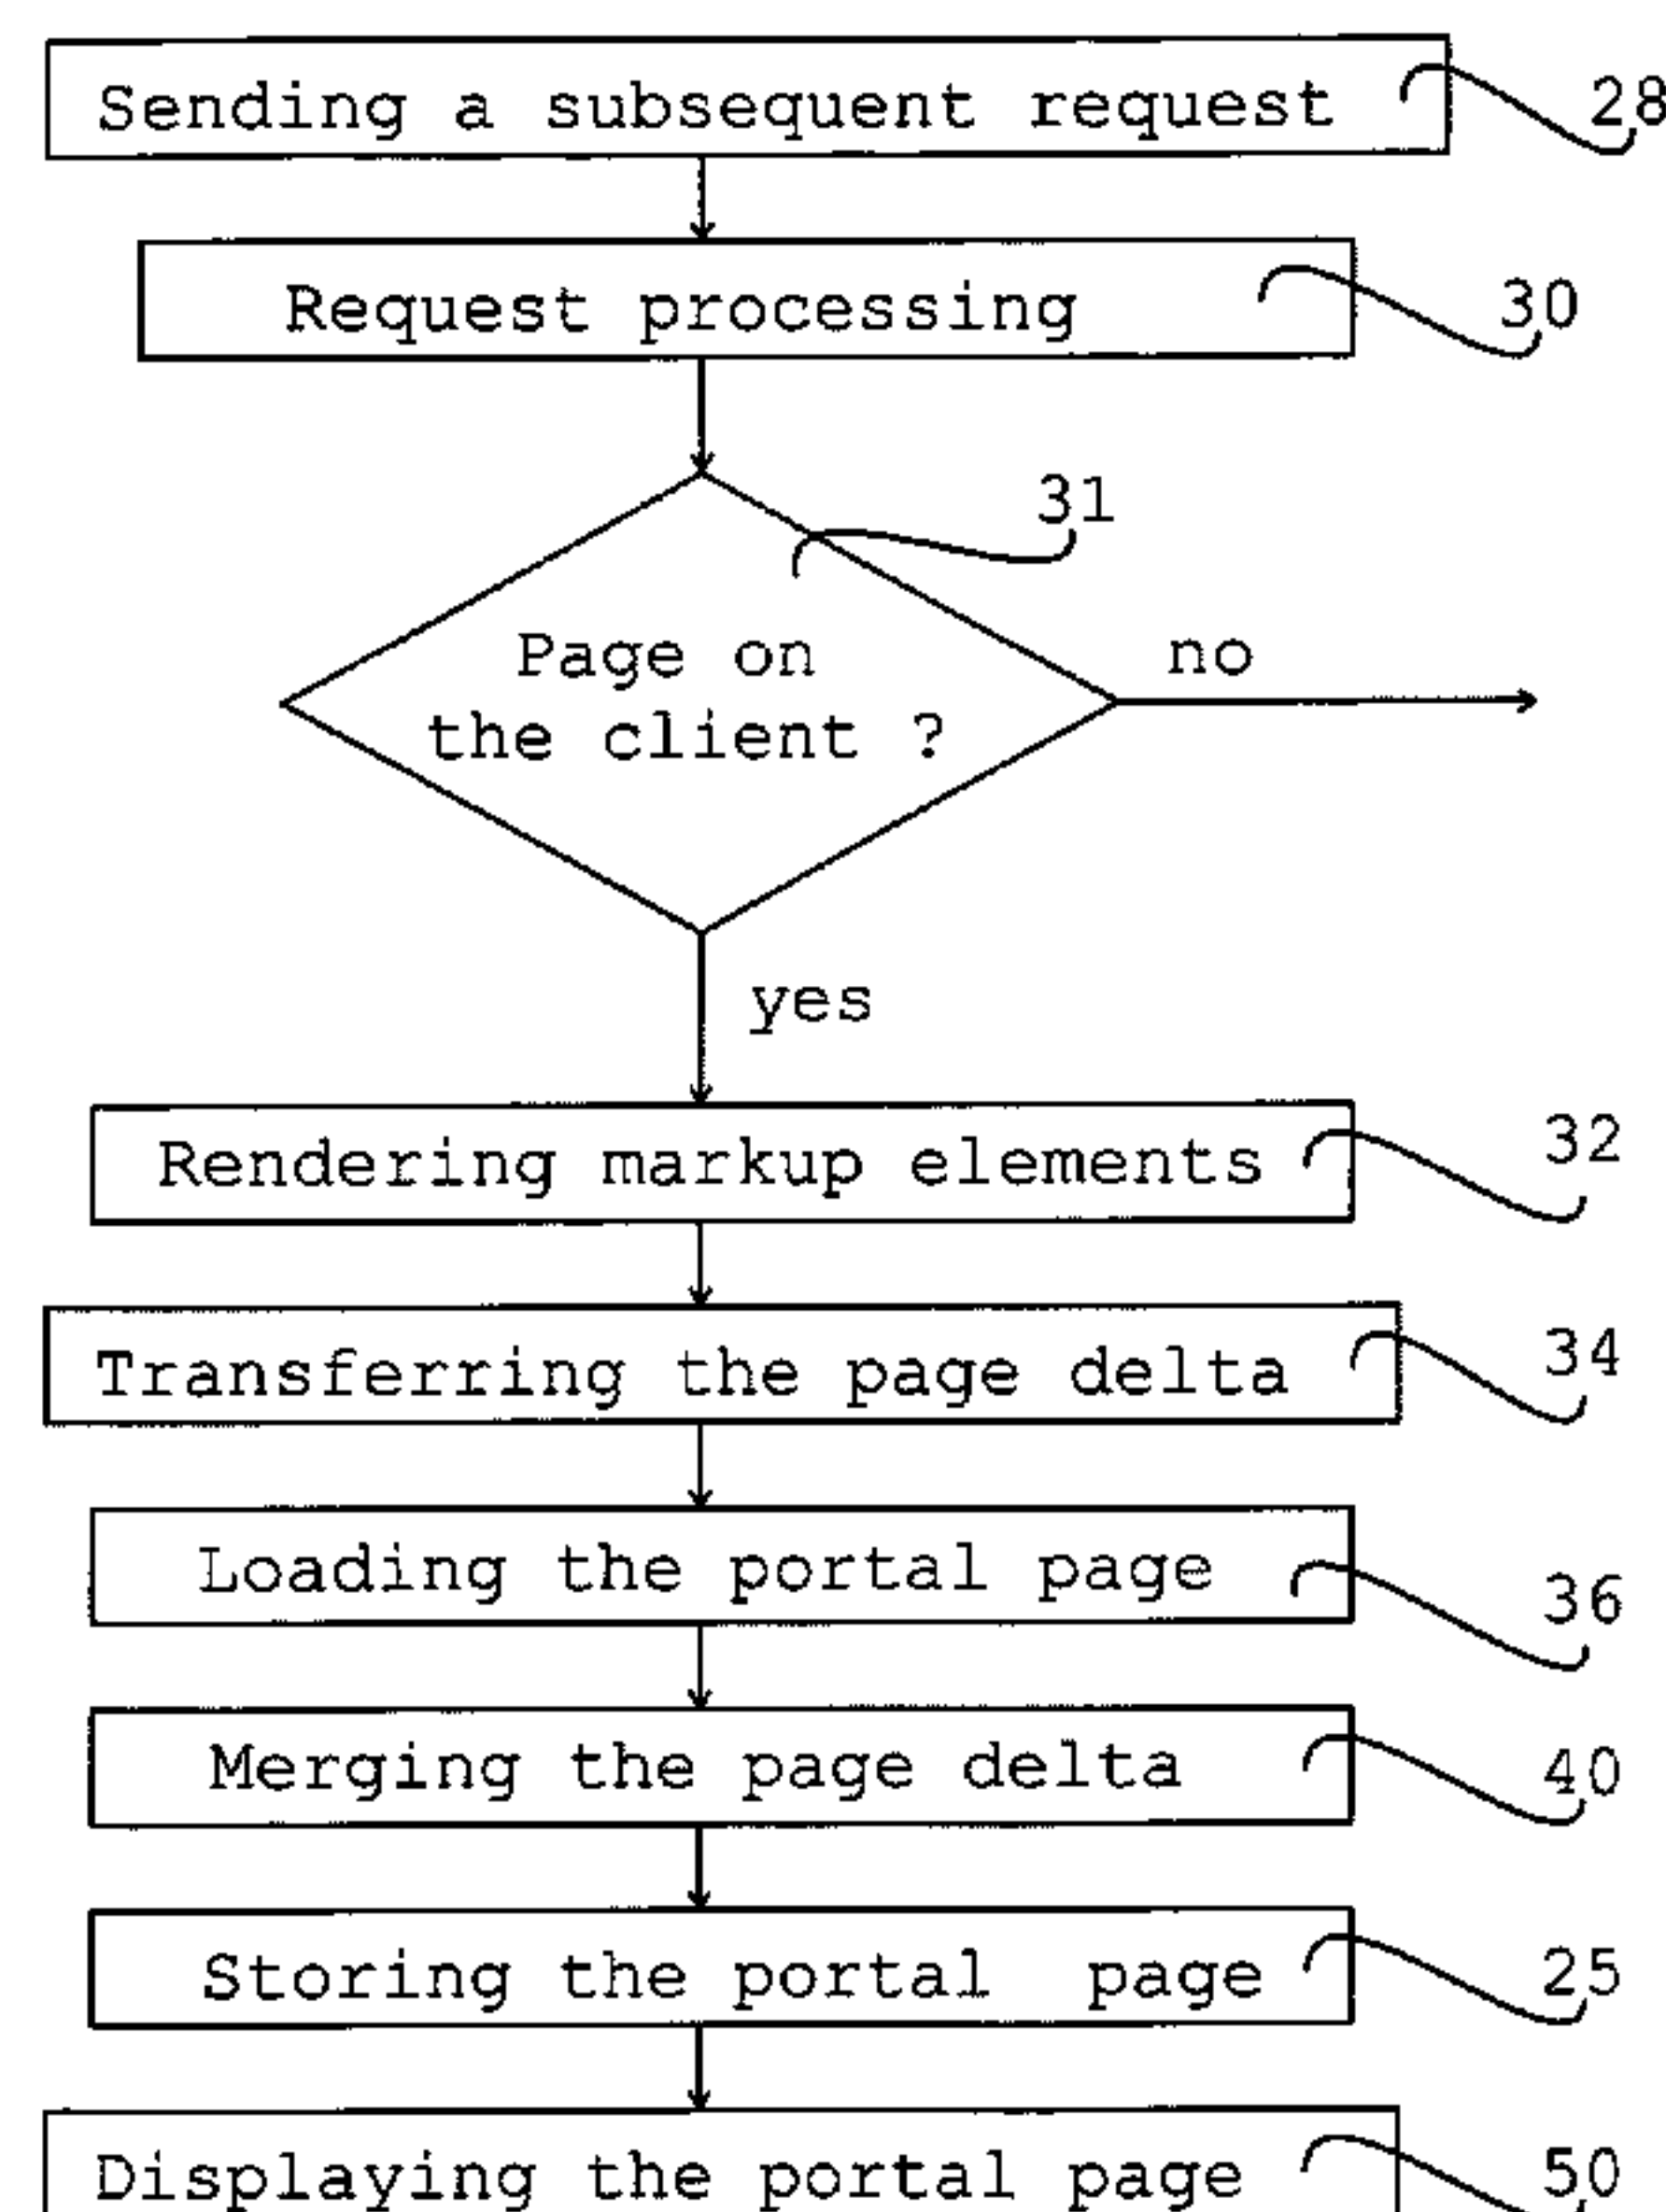 Sending a subsequent request 28
Request processing 30
31
Page on
the client ?
no
yes
Rendering markup elements 32
Transferring the page delta 34
Loading the portal page 36
Merging the page delta 40
Storing the portal page 25
Displaying the portal page 50